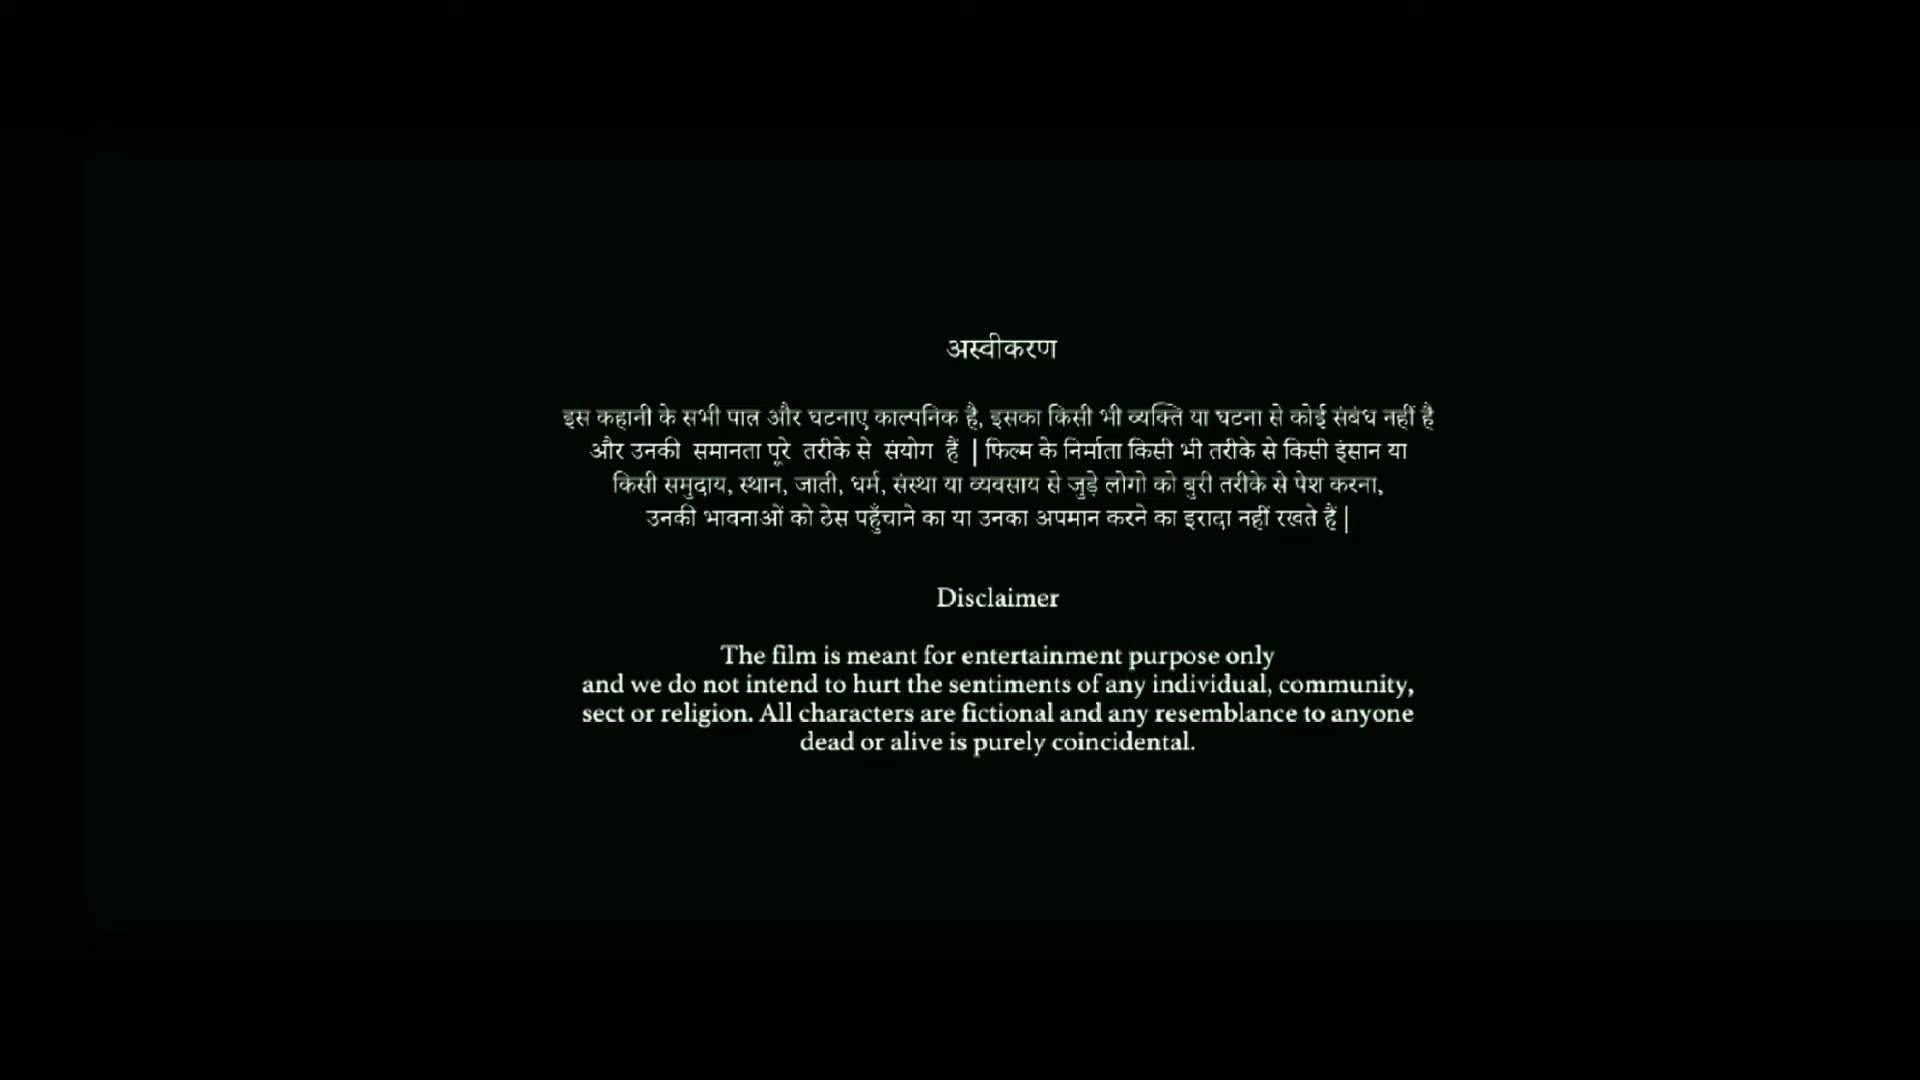 अस्वीकरण
इस कहानी के सभी पात्र और घटनाए काल्पनिक है, इसका किसी भी व्यक्ति या घटना से कोई संबंध नहीं है
और उनकी समानता पूरे तरीके से संयोग हैं | फिल्म के निर्माता किसी भी तरीके से किसी इंसान या
किसी समुदाय, स्थान, जाती, धर्म, संस्था या व्यवसाय से जुड़े लोगो को बुरी तरीके से पेश करना,
उनकी भावनाओं को ठेस पहुँचाने का या उनका अपमान करने का इरादा नहीं रखते हैं |
Disclaimer
The film is meant for entertainment purpose only
and we do not intend to hurt the sentiments of any individual, community,
sect or religion. All characters are fictional and any resemblance to anyone
dead or alive is purely coincidental.